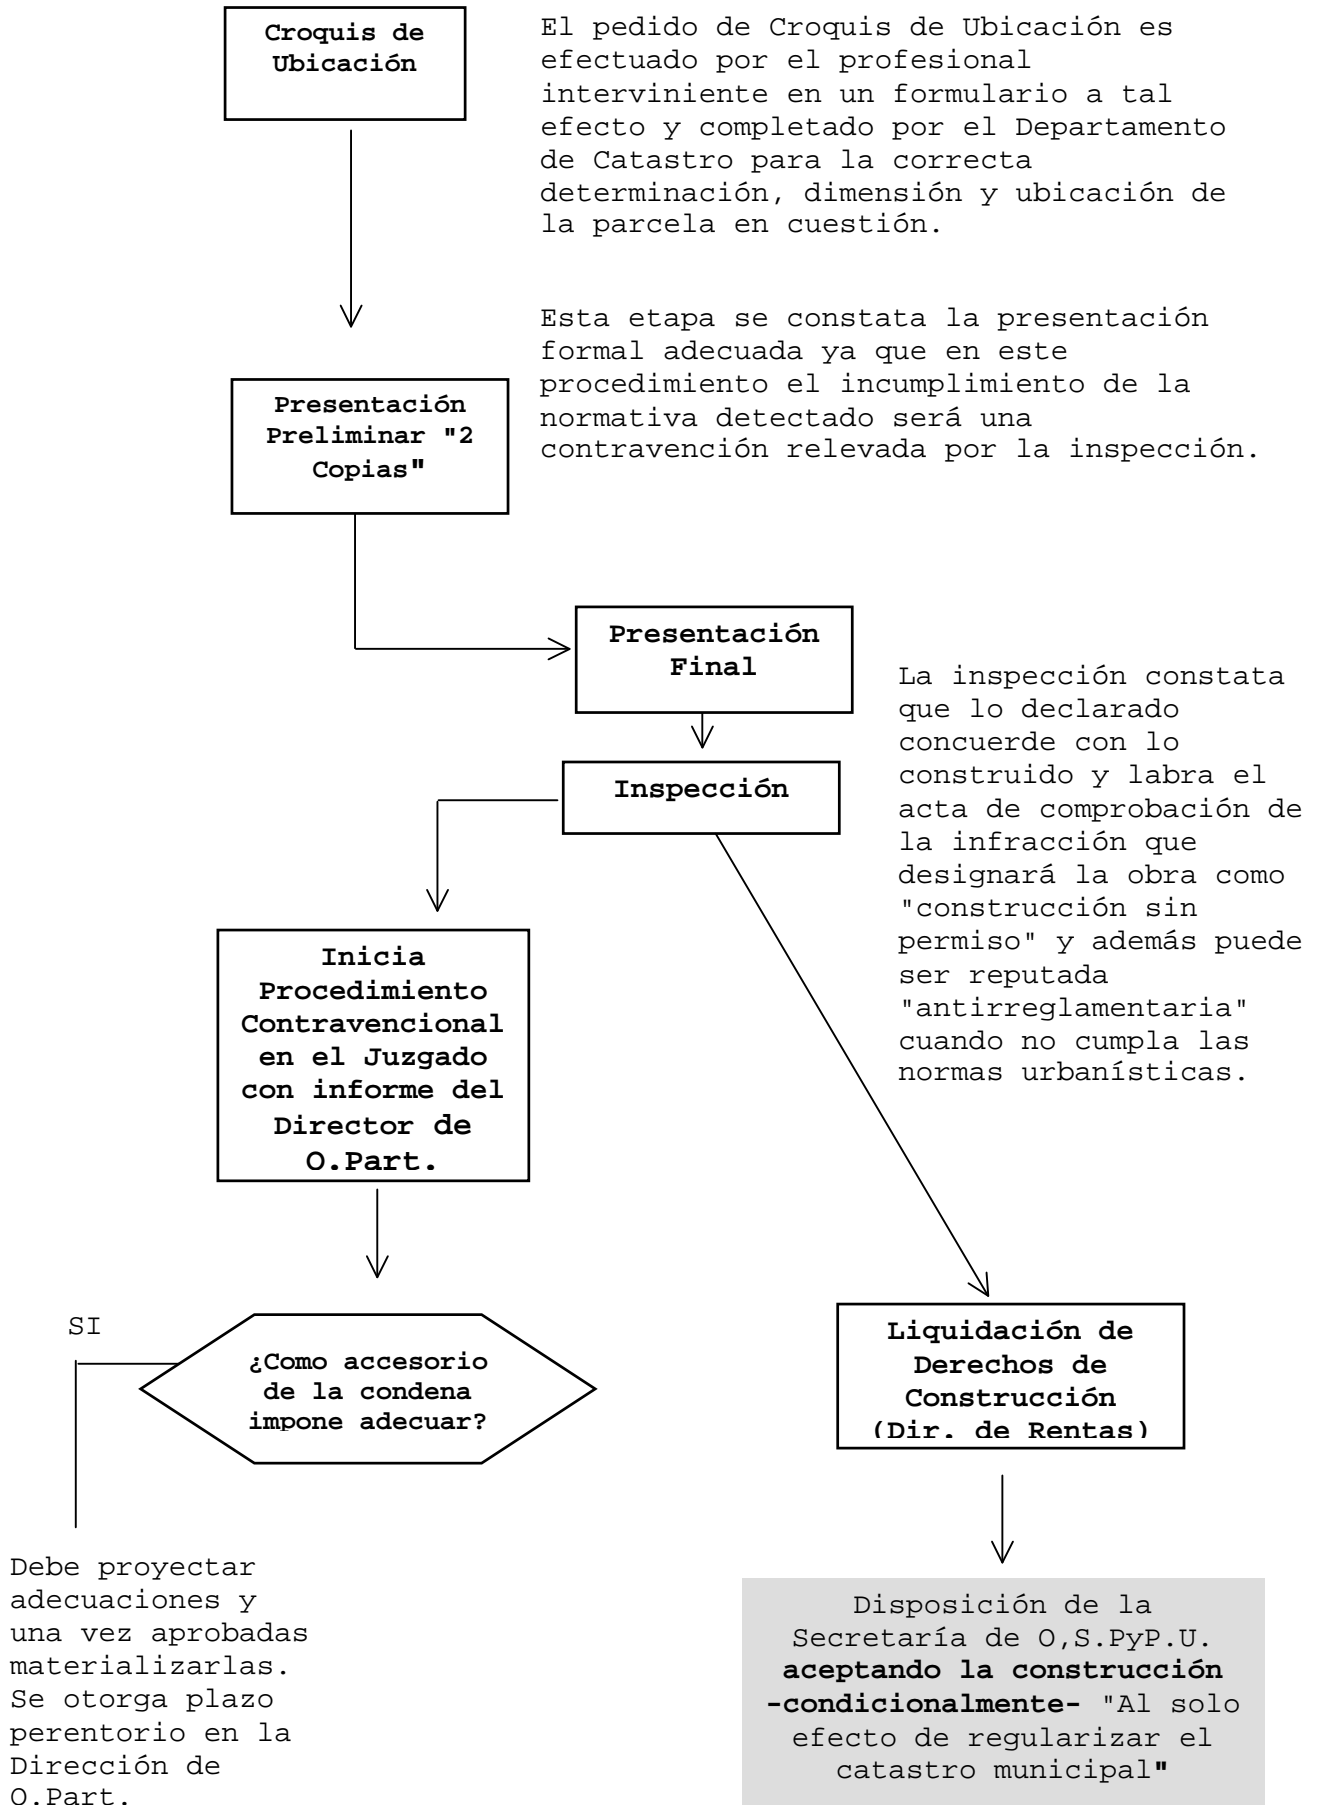 Croquis de
Ubicación
El pedido de Croquis de Ubicación es
efectuado por el profesional
interviniente en un formulario a tal
efecto y completado por el Departamento
de Catastro para la correcta
determinación, dimensión y ubicación de
la parcela en cuestión.
Esta etapa se constata la presentación
formal adecuada ya que en este
procedimiento el incumplimiento de la
normativa detectado será una
contravención relevada por la inspección.
Presentación
Preliminar "2
Copias"
Presentación
Final
La inspección constata
que lo declarado
concuerde con lo
construido y labra el
acta de comprobación de
la infracción que
designará la obra como
"construcción sin
permiso" y además puede
ser reputada
"antirreglamentaria"
cuando no cumpla las
normas urbanísticas.
Inspección
Inicia
Procedimiento
Contravencional
en el Juzgado
con informe del
Director de
O.Part.
SI
¿Como accesorio
de la condena
impone adecuar?
Liquidación de
Derechos de
Construcción
(Dir. de Rentas)
Debe proyectar
adecuaciones y
una vez aprobadas
materializarlas.
Se otorga plazo
perentorio en la
Dirección de
O.Part.
Disposición de la
Secretaría de O,S.PyP.U.
aceptando la construcción
-condicionalmente- "Al solo
efecto de regularizar el
catastro municipal"